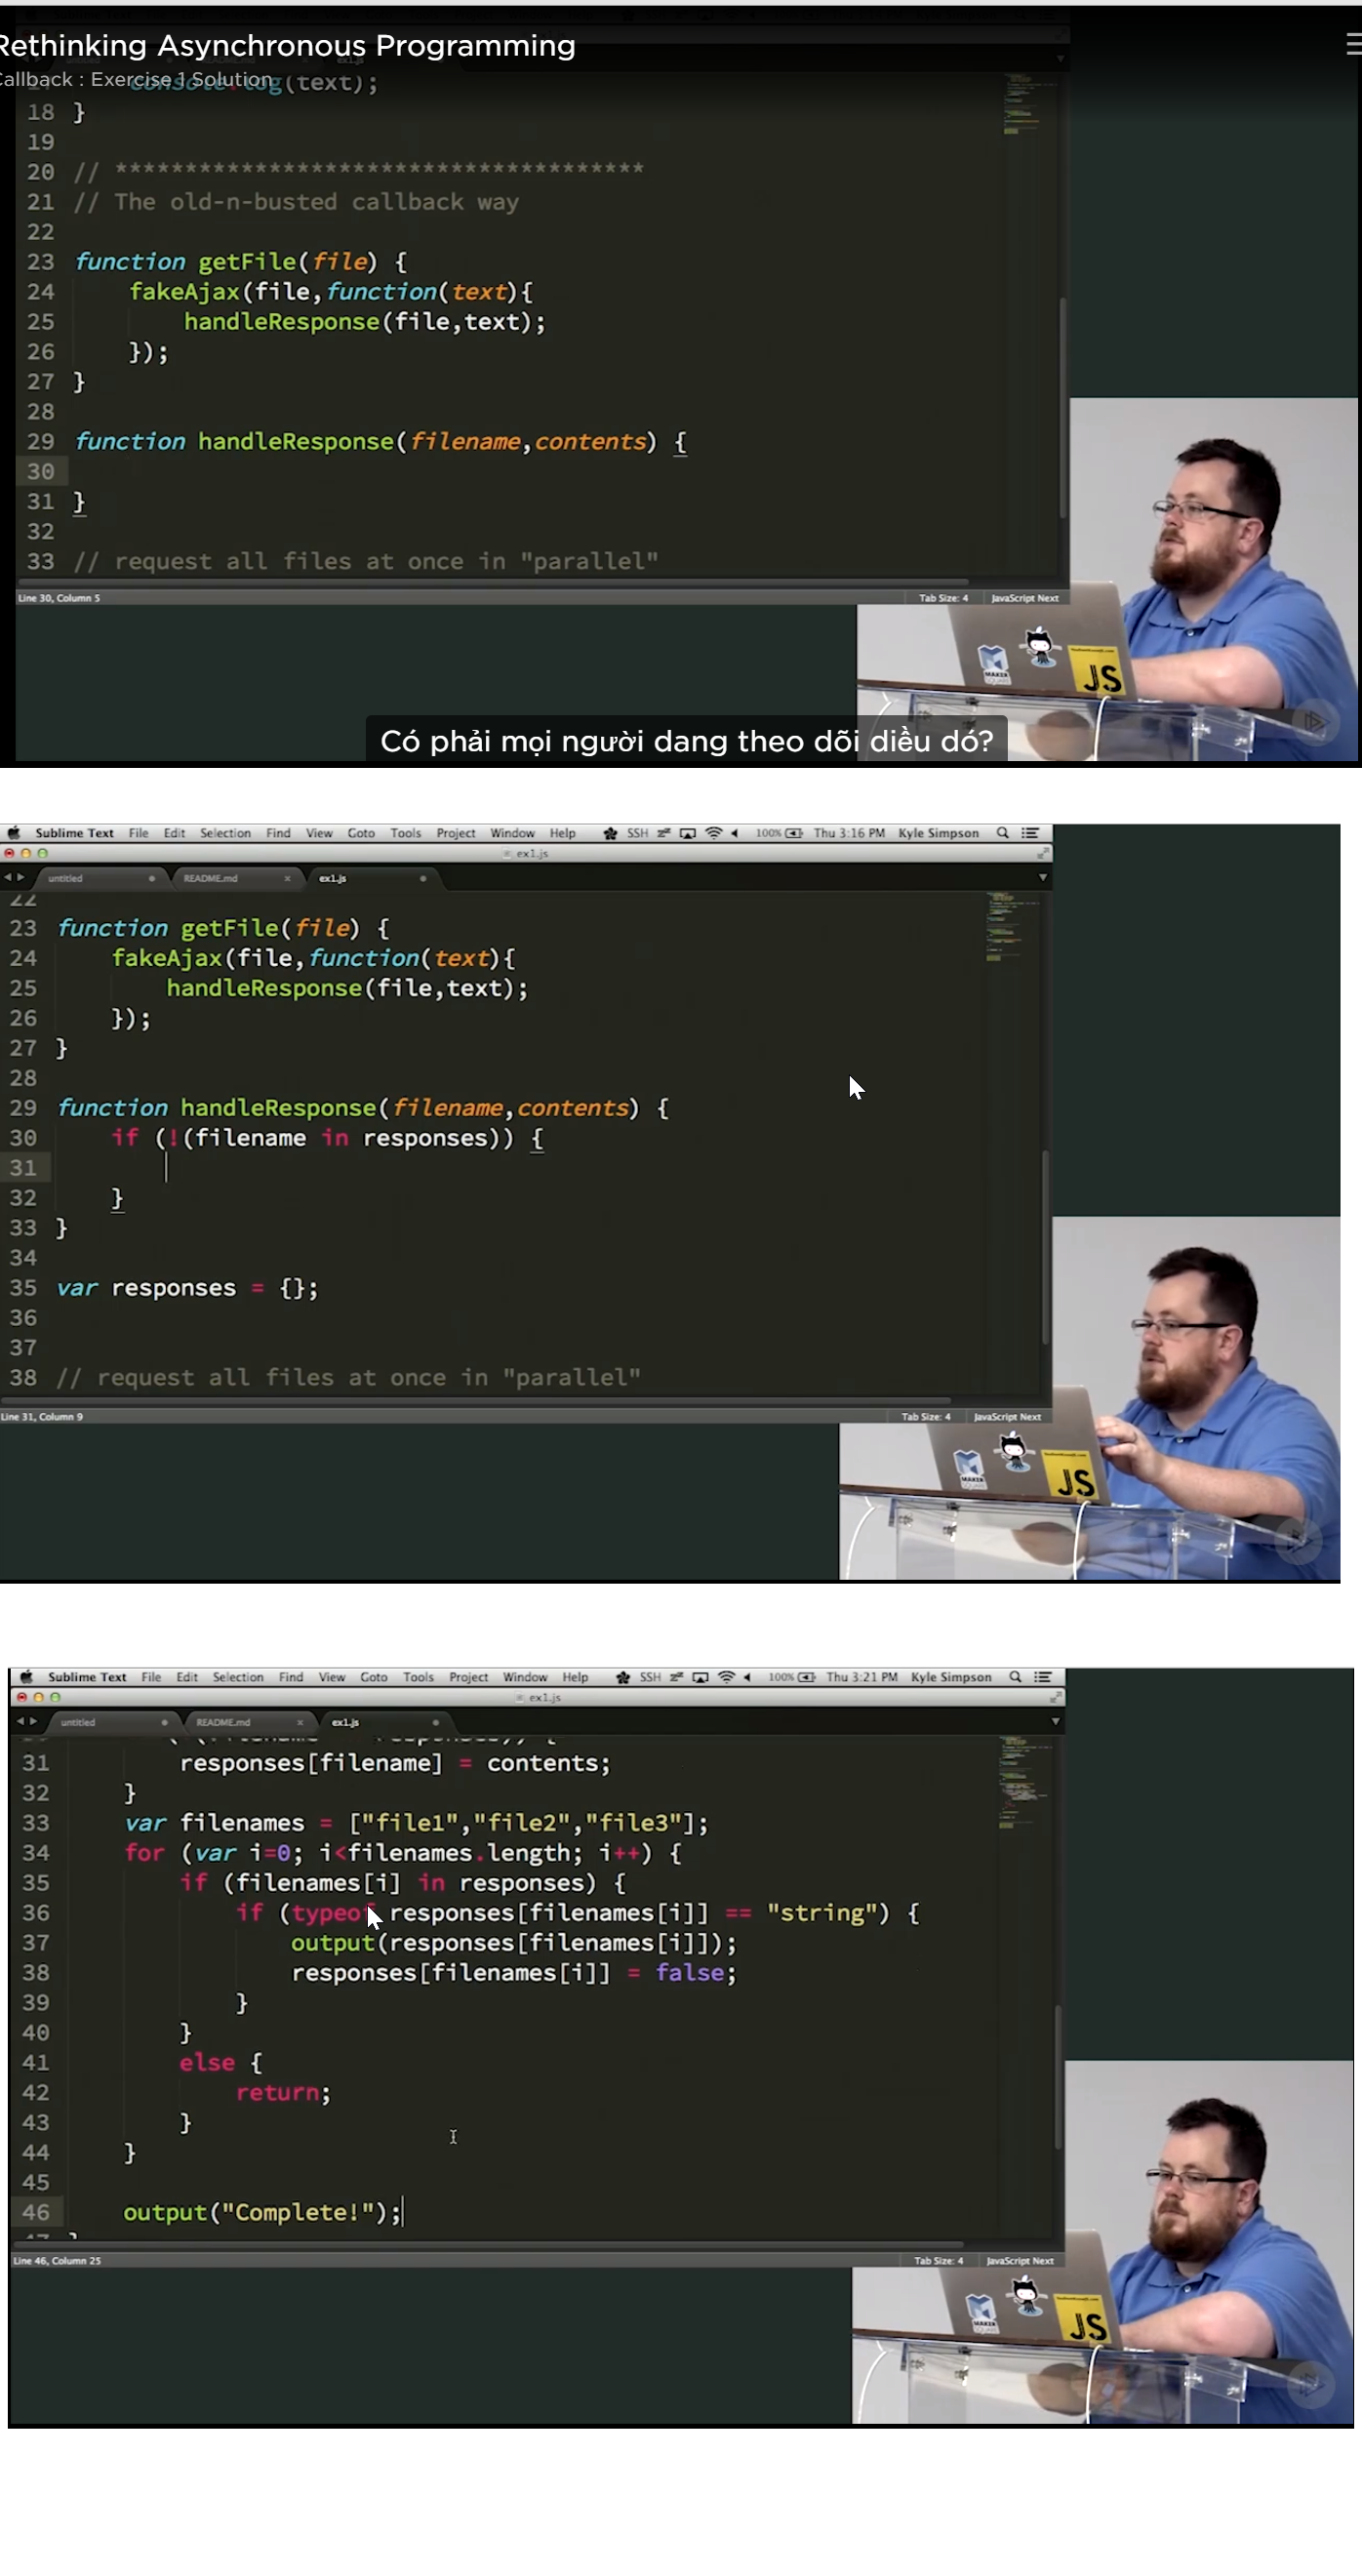 Rethinking Asynchronous Programming
Callback : Exercise 1 Solution
console.log(text);
18 }
19
20 // ***************************************
21 // The old-n-busted callback way
22
23 function getFile(file) {
24 fakeAjax(file,function(text){
25 handleResponse(file,text);
26 });
27 }
28
29 function handleResponse(filename,contents) {
30
31 }
32
33 // request all files at once in "parallel"
Line 30, Column 5 Tab Size: 4 JavaScript Next
MAKER SQUARE JS
Có phải mọi người dang theo dõi diều dó?
Sublime Text File Edit Selection Find View Goto Tools Project Window Help SSH 100% Thu 3:16 PM Kyle Simpson
ex1.js
untitled README.md ex1.js
22
23 function getFile(file) {
24 fakeAjax(file,function(text){
25 handleResponse(file,text);
26 });
27 }
28
29 function handleResponse(filename,contents) {
30 if (!(filename in responses)) {
31
32 }
33 }
34
35 var responses = {};
36
37
38 // request all files at once in "parallel"
Line 31, Column 9 Tab Size: 4 JavaScript Next
MAKER SQUARE JS
Sublime Text File Edit Selection Find View Goto Tools Project Window Help SSH 100% Thu 3:21 PM Kyle Simpson
ex1.js
untitled README.md ex1.js
31 responses[filename] = contents;
32 }
33 var filenames = ["file1","file2","file3"];
34 for (var i=0; i<filenames.length; i++) {
35 if (filenames[i] in responses) {
36 if (typeof responses[filenames[i]] == "string") {
37 output(responses[filenames[i]]);
38 responses[filenames[i]] = false;
39 }
40 }
41 else {
42 return;
43 }
44 }
45
46 output("Complete!");
47 }
Line 46, Column 25 Tab Size: 4 JavaScript Next
MAKER SQUARE JS